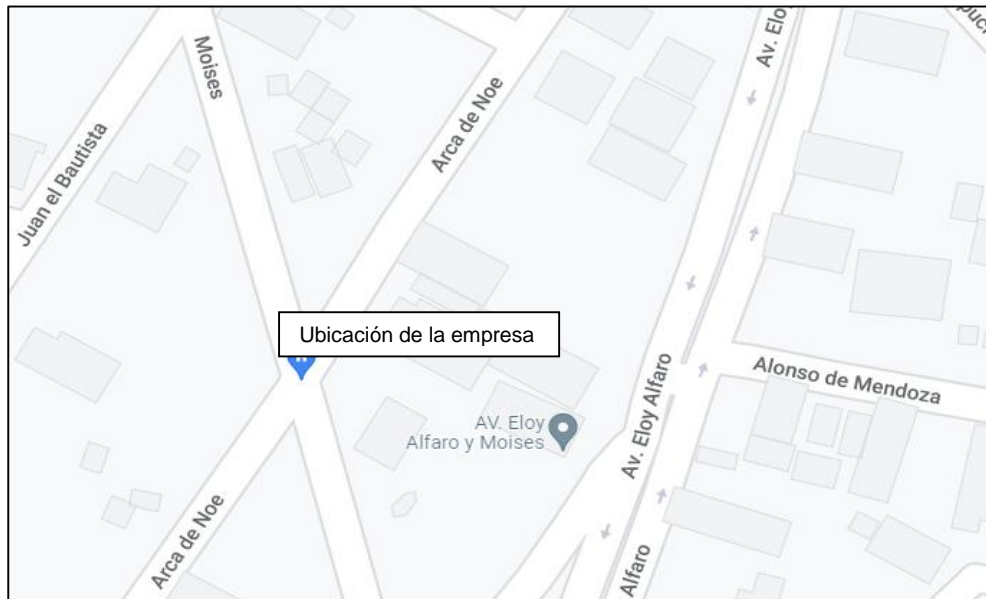 Av. Eloy
Moises
Arca de Noe
Juan el Bautista
Ubicación de la empresa
Av. Eloy Alfaro
Alonso de Mendoza
AV. Eloy
Alfaro y Moises
Arca de Noe
Alfaro